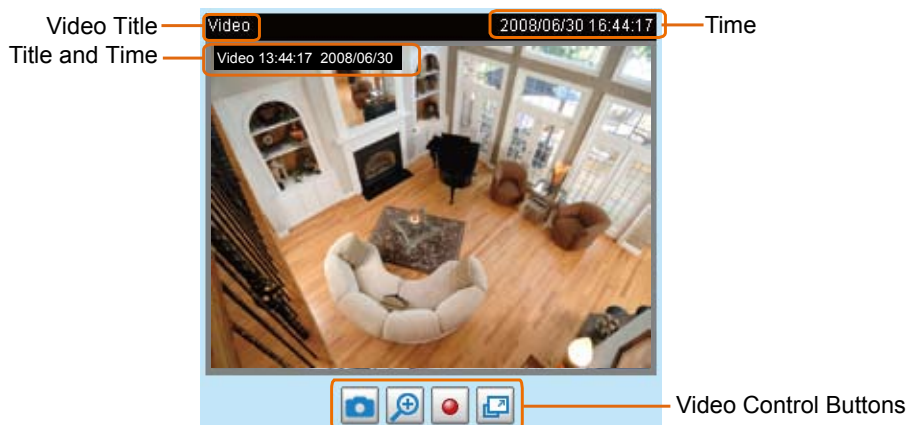 Video Title
Video
2008/06/30 16:44:17
Time
Title and Time
Video 13:44:17 2008/06/30
Video Control Buttons